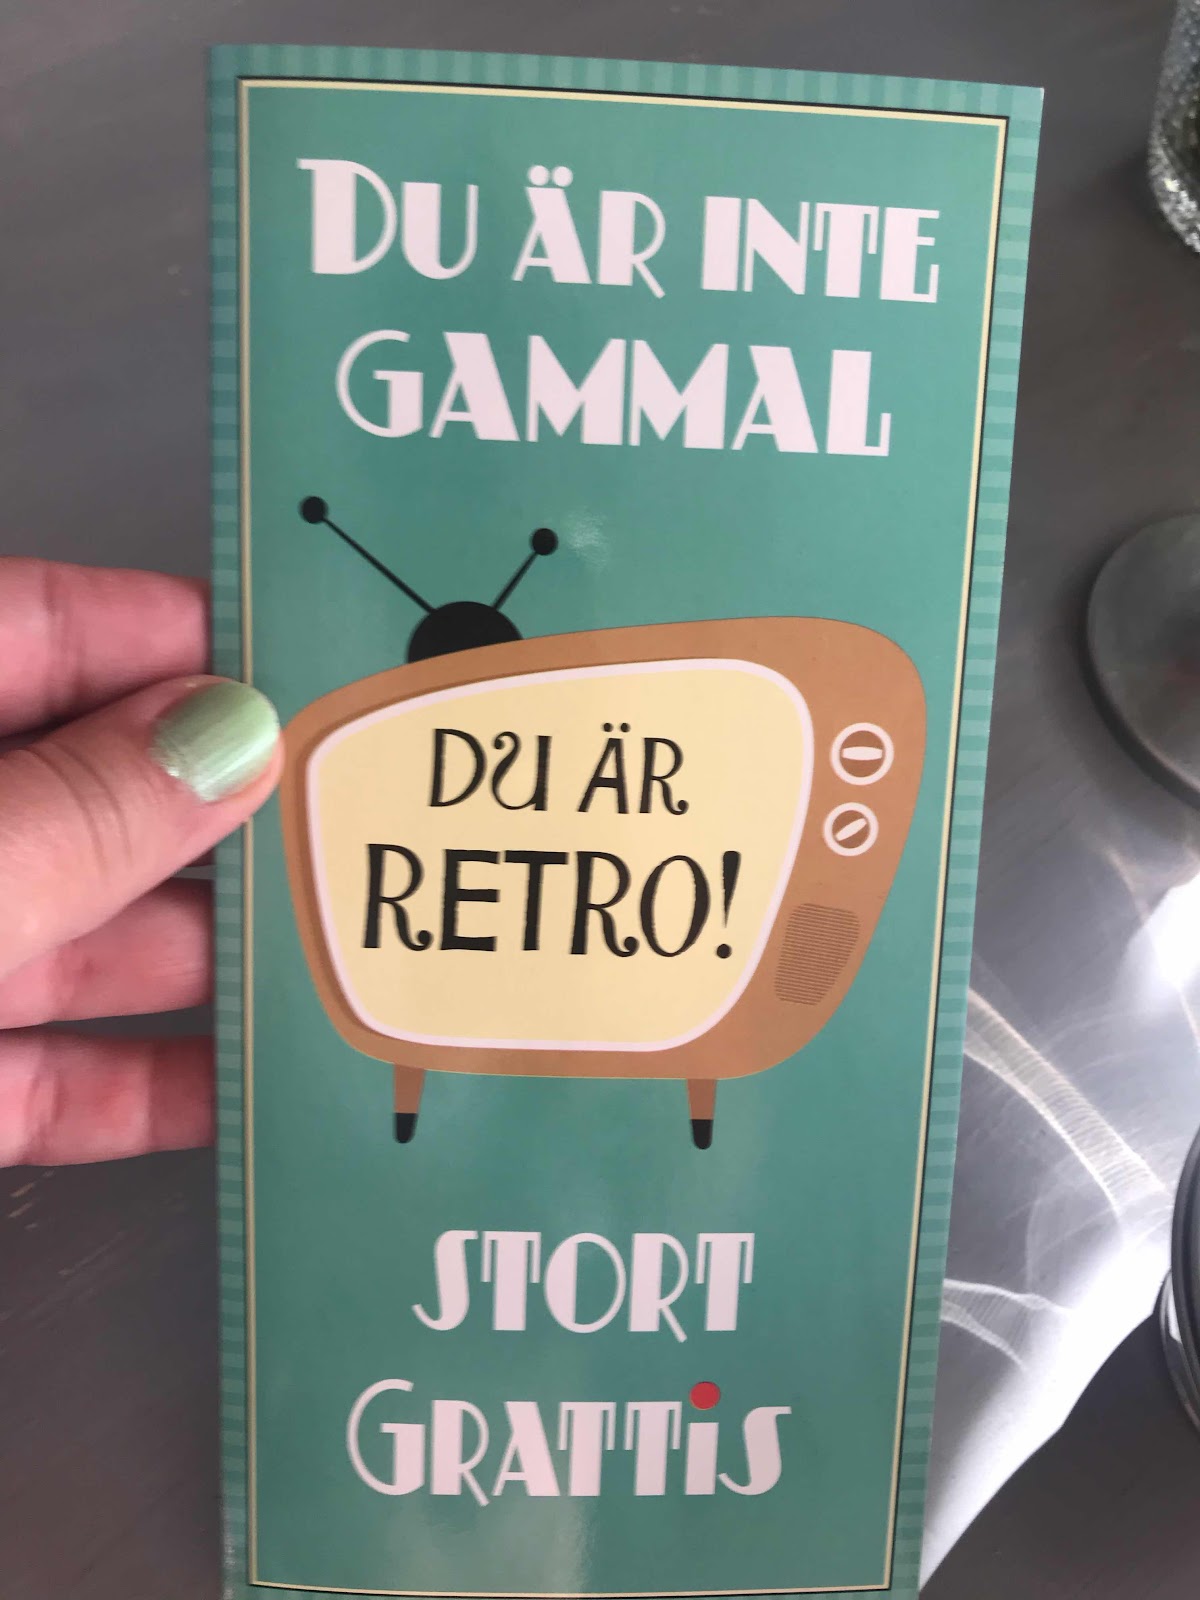 DU ÄR INTE
GAMMAL
DU ÄR
RETRO!
STORT
GRATTiS